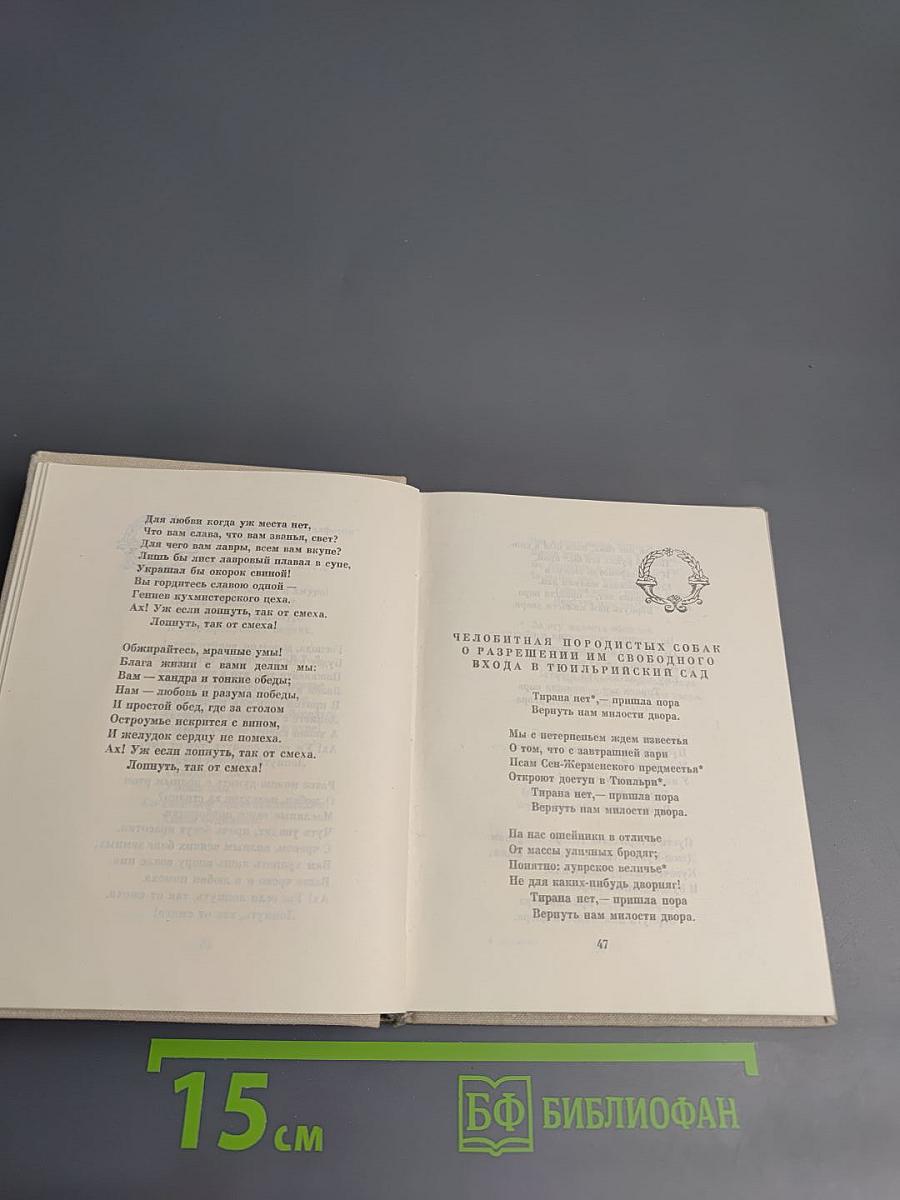 Для любви когда уж места нет,
Что вам слава, что вам званья, свет?
Для чего вам лавры, всем вам вкупе?
Лишь бы лист лавровый плавал в супе,
Украшал бы окорок свиной!
Вы гордитесь славою одной —
Гениев кухмистерского цеха.
Ах! Уж если лопнуть, так от смеха.
Лопнуть, так от смеха!
Обжирайтесь, мрачные умы!
Блага жизни с вами делим мы:
Вам — хандра и тонкие обеды;
Нам — любовь и разума победы,
И простой обед, где за столом
Остроумье искрится с вином,
И желудок сердцу не помеха.
Ах! Уж если лопнуть, так от смеха.
Лопнуть, так от смеха!
ЧЕЛОБИТНАЯ ПОРОДИСТЫХ СОБАК
О РАЗРЕШЕНИИ ИМ СВОБОДНОГО
ВХОДА В ТЮИЛЬРИЙСКИЙ САД
Тирана нет*,— пришла пора
Вернуть нам милости двора.
Мы с нетерпеньем ждем известья
О том, что с завтрашней зари
Псам Сен-Жерменского предместья*
Откроют доступ в Тюильри*.
Тирана нет,— пришла пора
Вернуть нам милости двора.
На нас ошейники в отличье
От массы уличных бродяг;
Понятно: луврское величье*
Не для каких-нибудь дворняг!
Тирана нет,— пришла пора
Вернуть нам милости двора.
47
15 см
БФ БИБЛИОФАН